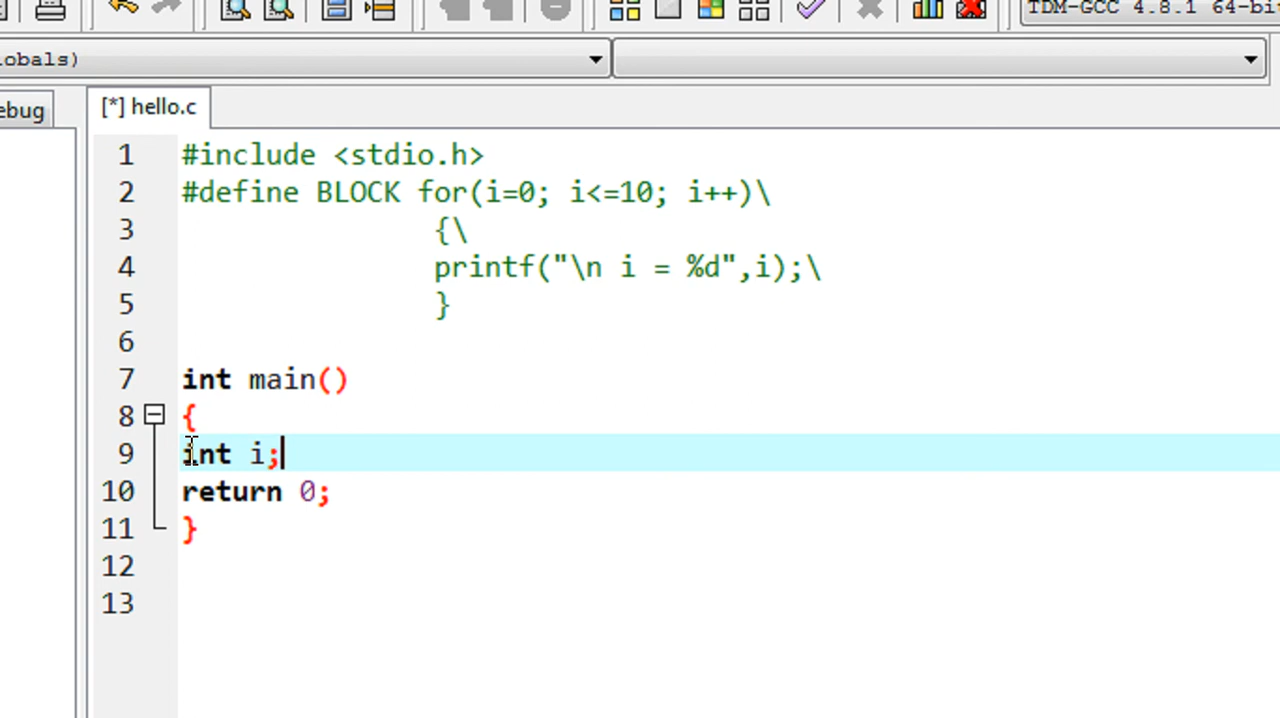 TDM-GCC 4.8.1 64-bit
obals)
ebug
[*] hello.c
1 #include <stdio.h>
2 #define BLOCK for(i=0; i<=10; i++)\
3 {\
4 printf("\n i = %d",i);\
5 }
6
7 int main()
8 {
9 int i;
10 return 0;
11 }
12
13